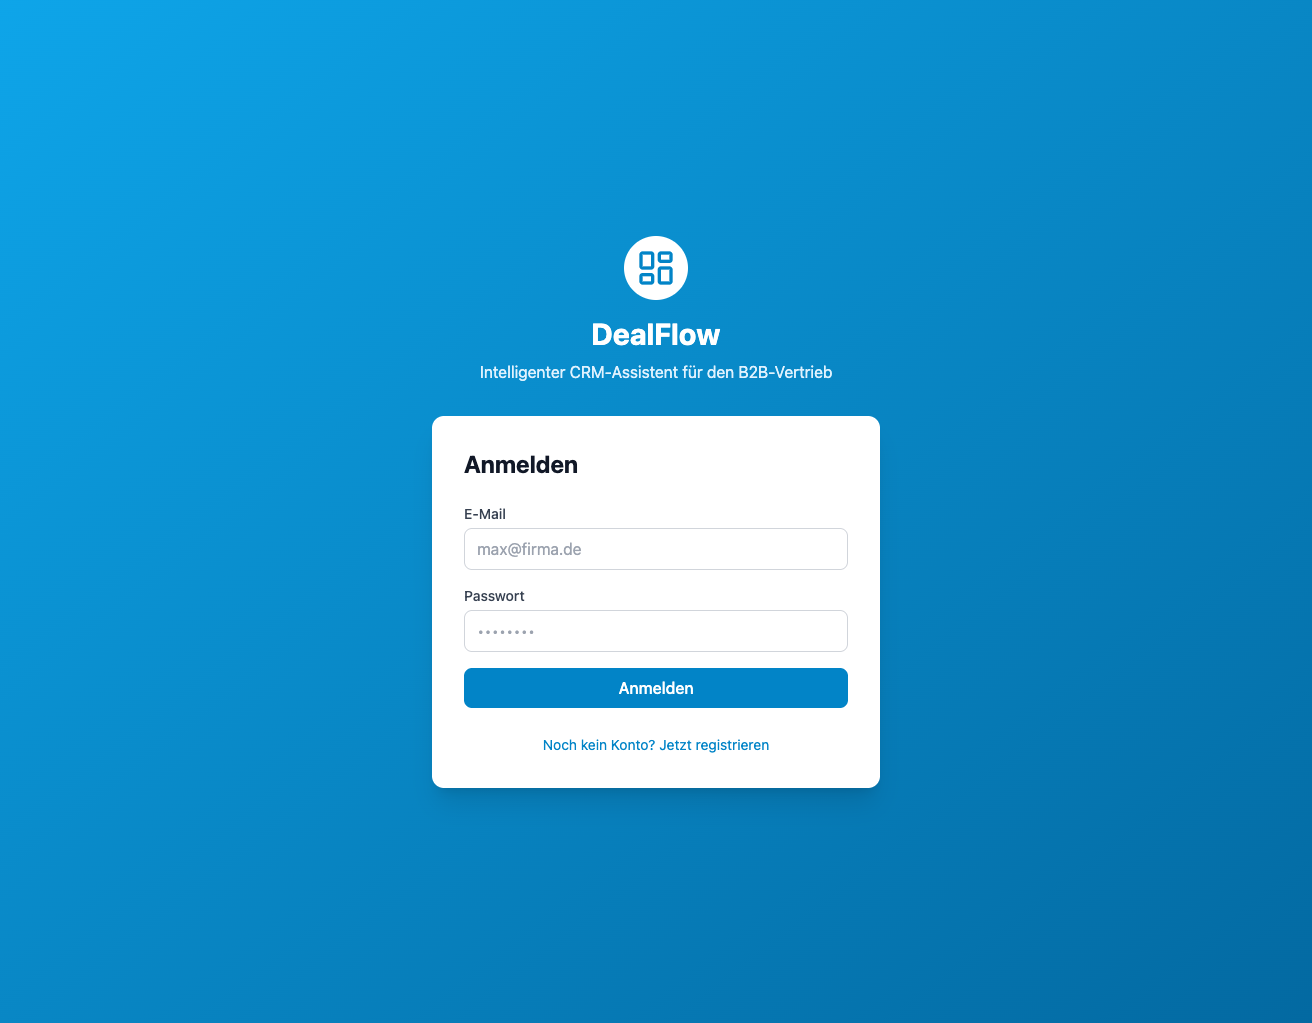 DealFlow
Intelligenter CRM-Assistent für den B2B-Vertrieb
Anmelden
E-Mail
max@firma.de
Passwort
••••••••
Anmelden
Noch kein Konto? Jetzt registrieren